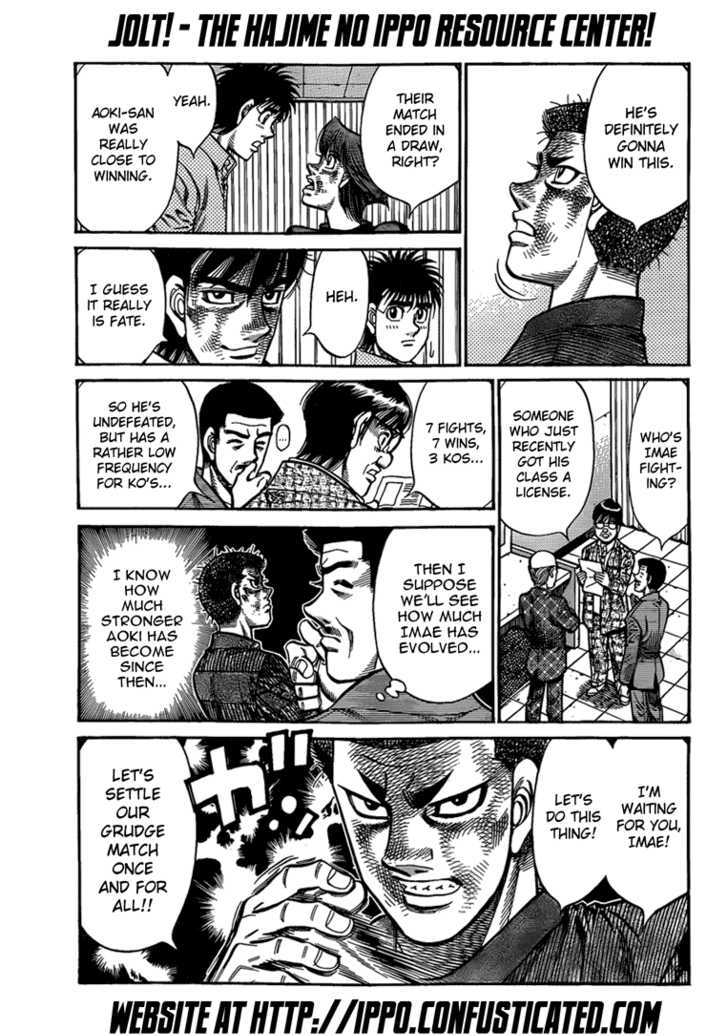 JOLT! - THE HAJIME NO IPPO RESOURCE CENTER!
HE'S
DEFINITELY
GONNA
WIN THIS.
THEIR
MATCH
ENDED IN
A DRAW,
RIGHT?
YEAH.
AOKI-SAN
WAS
REALLY
CLOSE TO
WINNING.
HEH.
I GUESS
IT REALLY
IS FATE.
WHO'S
IMAE
FIGHT-
ING?
SOMEONE
WHO JUST
RECENTLY
GOT HIS
CLASS A
LICENSE.
7 FIGHTS,
7 WINS,
3 KOS...
...
SO HE'S
UNDEFEATED,
BUT HAS A
RATHER LOW
FREQUENCY
FOR KO'S...
THEN I
SUPPOSE
WE'LL SEE
HOW MUCH
IMAE HAS
EVOLVED...
I KNOW
HOW
MUCH
STRONGER
AOKI HAS
BECOME
SINCE
THEN...
I'M
WAITING
FOR YOU,
IMAE!
LET'S
DO THIS
THING!
ガッ!!
LET'S
SETTLE
OUR
GRUDGE
MATCH
ONCE
AND FOR
ALL!!
WEBSITE AT HTTP://IPPO.CONFUSTICATED.COM